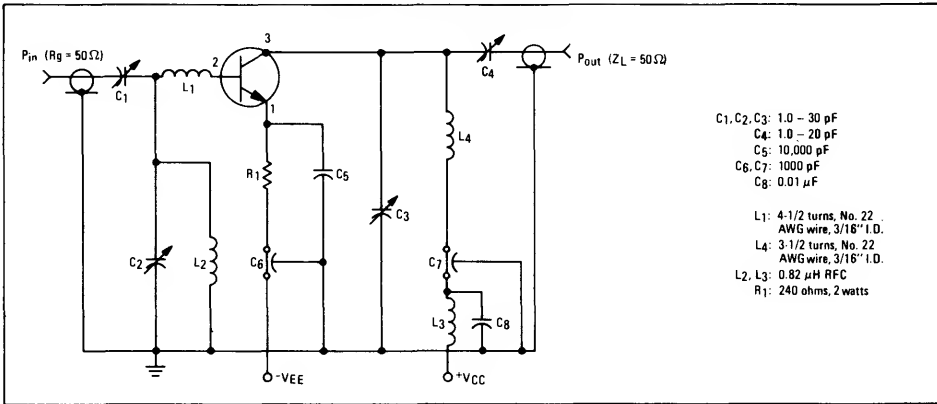 Pin (Rg = 50Ω)
C1
L1
2
3
1
C4
Pout (ZL = 50Ω)
R1
C5
C3
L4
C2
L2
C6
C7
L3
C8
-VEE
+VCC
C1, C2, C3: 1.0 – 30 pF
C4: 1.0 – 20 pF
C5: 10,000 pF
C6, C7: 1000 pF
C8: 0.01 μF
L1: 4-1/2 turns, No. 22
AWG wire, 3/16" I.D.
L4: 3-1/2 turns, No. 22
AWG wire, 3/16" I.D.
L2, L3: 0.82 μH RFC
R1: 240 ohms, 2 watts